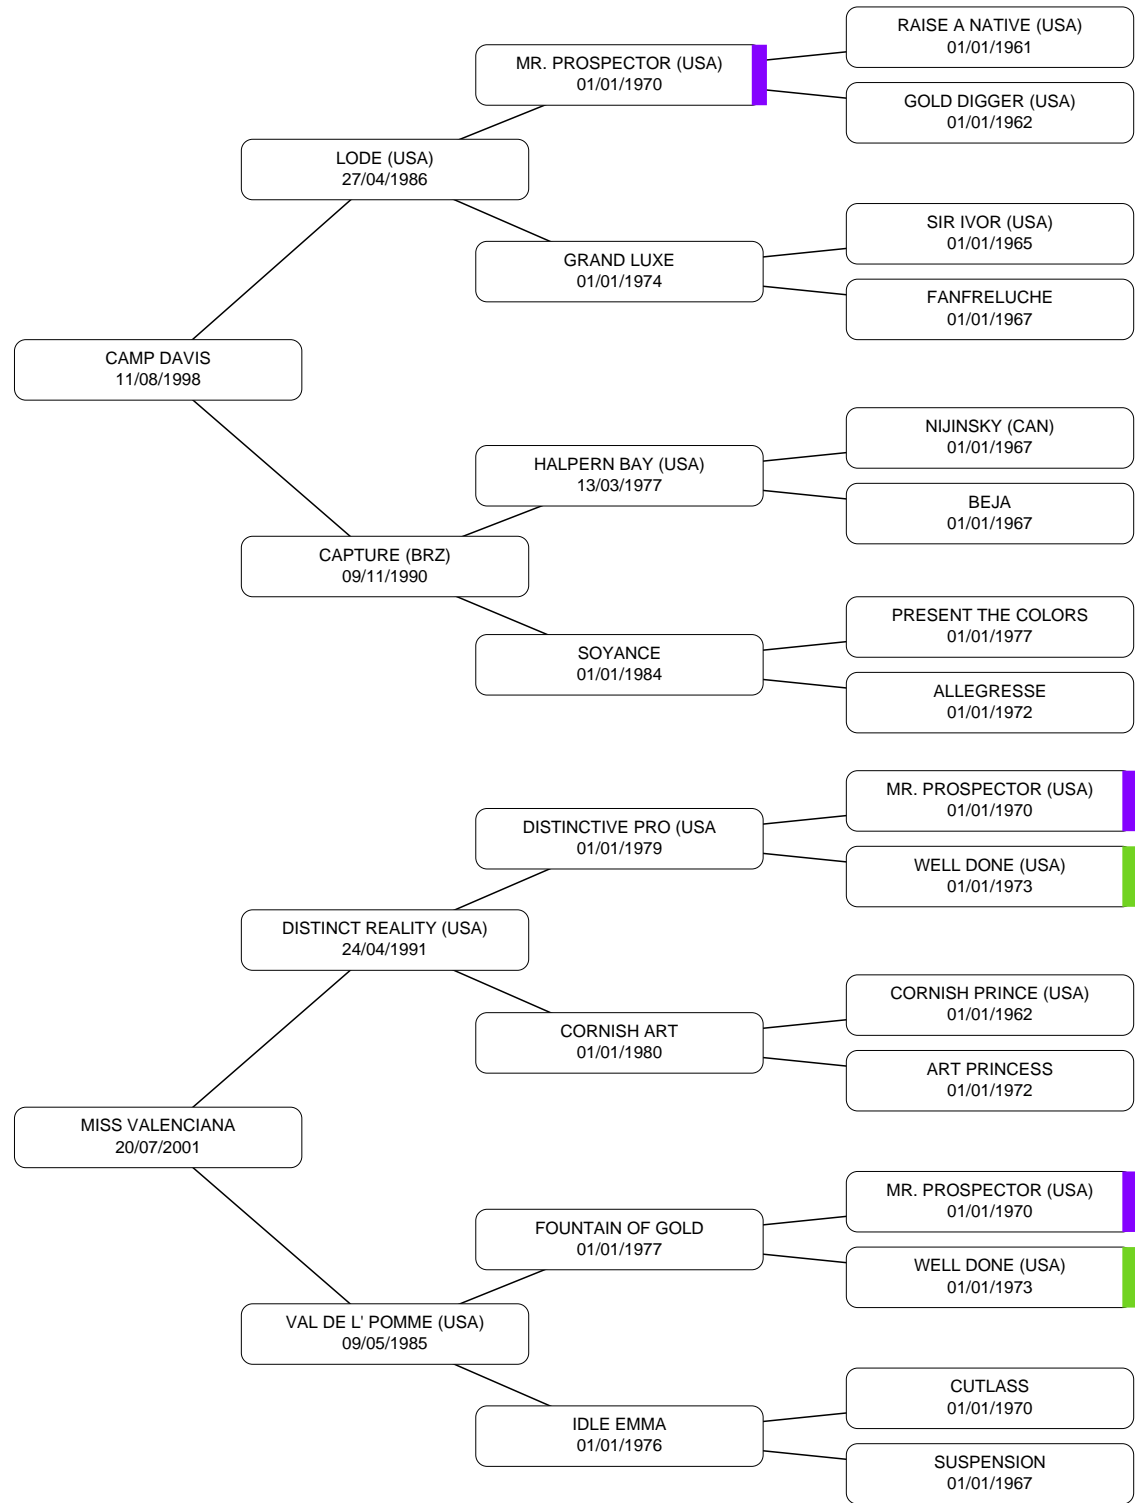 RAISE A NATIVE (USA)
01/01/1961
MR. PROSPECTOR (USA)
01/01/1970
GOLD DIGGER (USA)
01/01/1962
LODE (USA)
27/04/1986
SIR IVOR (USA)
01/01/1965
GRAND LUXE
01/01/1974
FANFRELUCHE
01/01/1967
CAMP DAVIS
11/08/1998
NIJINSKY (CAN)
01/01/1967
HALPERN BAY (USA)
13/03/1977
BEJA
01/01/1967
CAPTURE (BRZ)
09/11/1990
PRESENT THE COLORS
01/01/1977
SOYANCE
01/01/1984
ALLEGRESSE
01/01/1972
MR. PROSPECTOR (USA)
01/01/1970
DISTINCTIVE PRO (USA
01/01/1979
WELL DONE (USA)
01/01/1973
DISTINCT REALITY (USA)
24/04/1991
CORNISH PRINCE (USA)
01/01/1962
CORNISH ART
01/01/1980
ART PRINCESS
01/01/1972
MISS VALENCIANA
20/07/2001
MR. PROSPECTOR (USA)
01/01/1970
FOUNTAIN OF GOLD
01/01/1977
WELL DONE (USA)
01/01/1973
VAL DE L' POMME (USA)
09/05/1985
CUTLASS
01/01/1970
IDLE EMMA
01/01/1976
SUSPENSION
01/01/1967